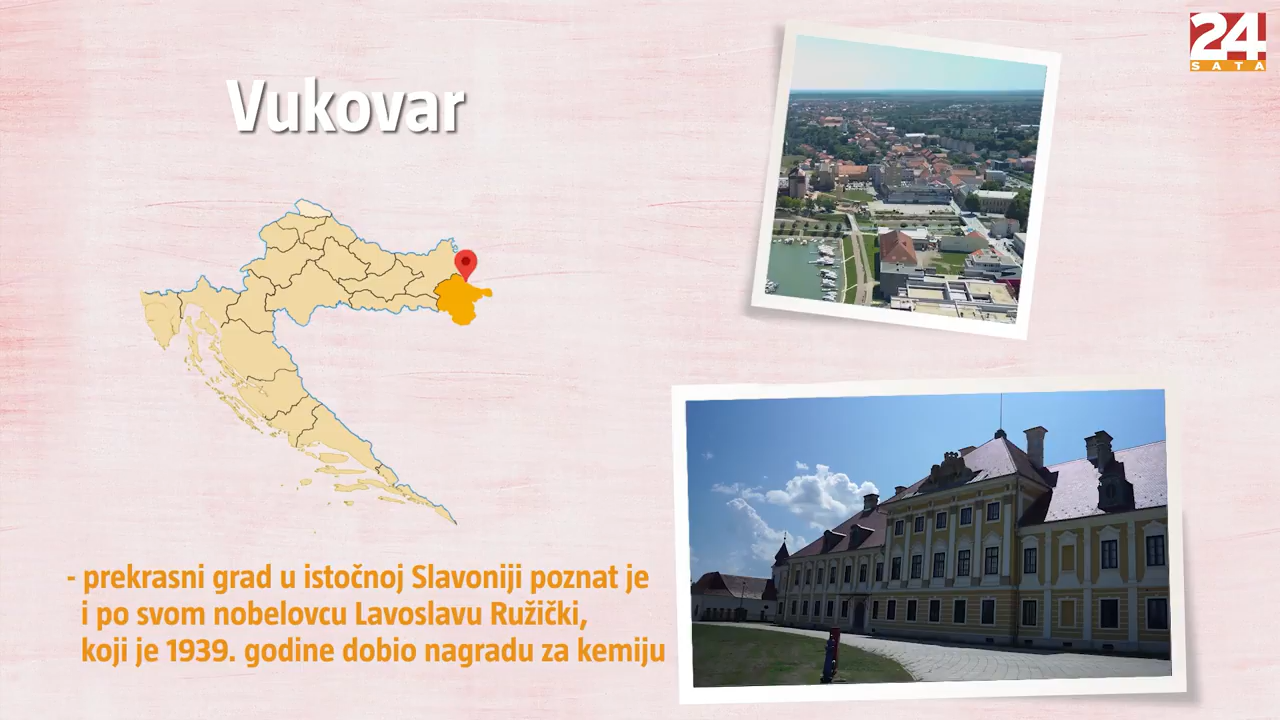 24
SATA
Vukovar
- prekrasni grad u istočnoj Slavoniji poznat je
i po svom nobelovcu Lavoslavu Ružički,
koji je 1939. godine dobio nagradu za kemiju